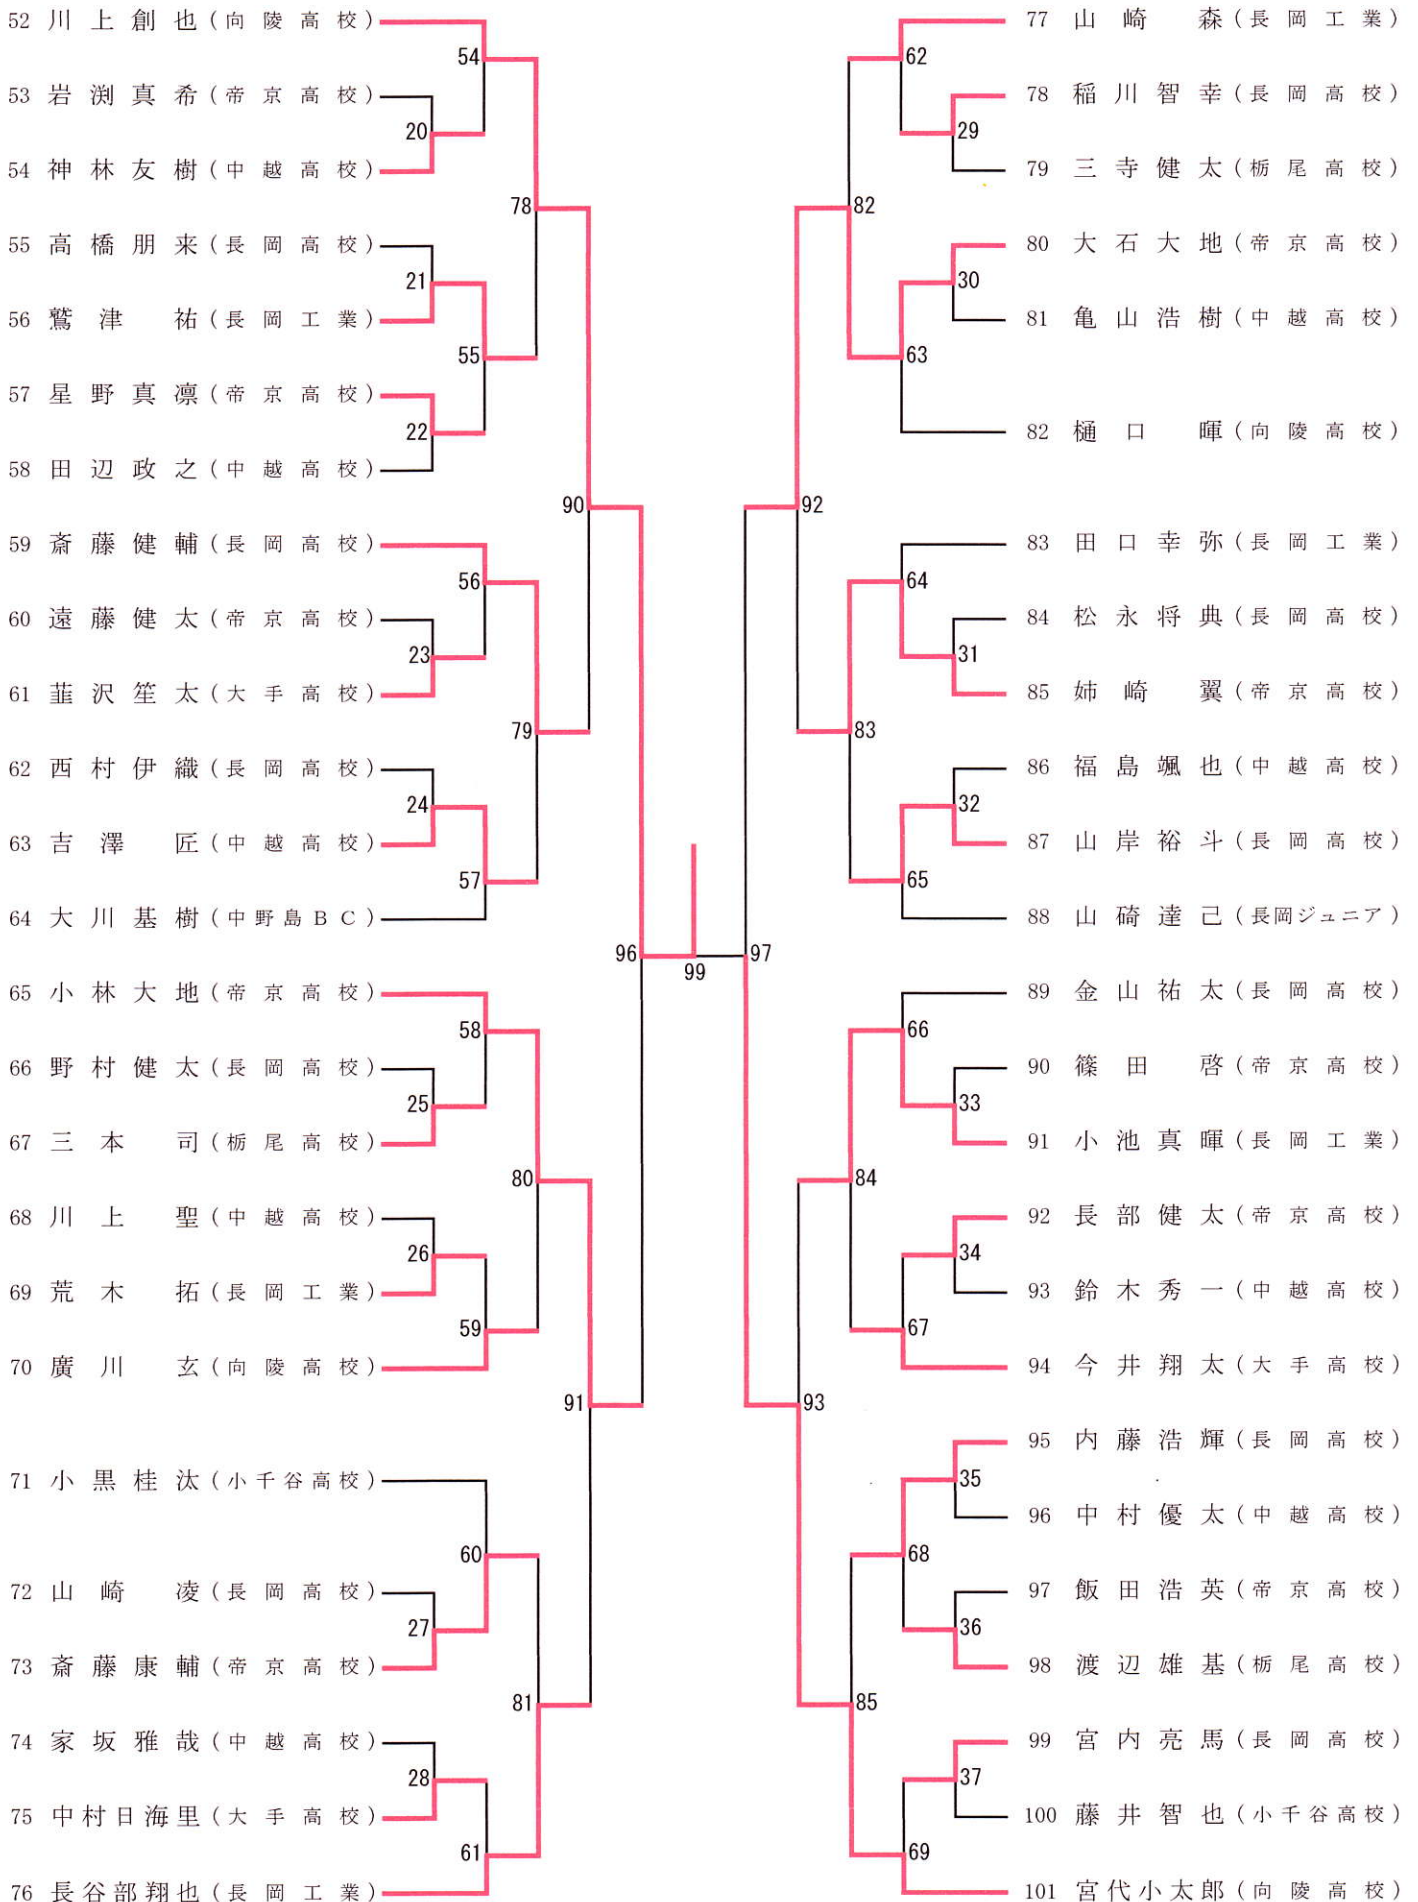 52 川上創也(向陵高校)
53 岩渕真希(帝京高校)
54 神林友樹(中越高校)
55 高橋朋来(長岡高校)
56 鷲津 祐(長岡工業)
57 星野真凛(帝京高校)
58 田辺政之(中越高校)
59 斎藤健輔(長岡高校)
60 遠藤健太(帝京高校)
61 韮沢笙太(大手高校)
62 西村伊織(長岡高校)
63 吉澤 匠(中越高校)
64 大川基樹(中野島BC)
65 小林大地(帝京高校)
66 野村健太(長岡高校)
67 三本 司(栃尾高校)
68 川上 聖(中越高校)
69 荒木 拓(長岡工業)
70 廣川 玄(向陵高校)
71 小黒桂汰(小千谷高校)
72 山崎 凌(長岡高校)
73 斎藤康輔(帝京高校)
74 家坂雅哉(中越高校)
75 中村日海里(大手高校)
76 長谷部翔也(長岡工業)
20
21
22
23
24
25
26
27
28
54
55
56
57
58
59
60
61
78
79
80
81
90
91
96
99
97
92
93
82
83
84
85
62
63
64
65
66
67
68
69
29
30
31
32
33
34
35
36
37
77 山崎 森(長岡工業)
78 稲川智幸(長岡高校)
79 三寺健太(栃尾高校)
80 大石大地(帝京高校)
81 亀山浩樹(中越高校)
82 樋口 暉(向陵高校)
83 田口幸弥(長岡工業)
84 松永将典(長岡高校)
85 姉崎 翼(帝京高校)
86 福島颯也(中越高校)
87 山岸裕斗(長岡高校)
88 山碕達己(長岡ジュニア)
89 金山祐太(長岡高校)
90 篠田 啓(帝京高校)
91 小池真暉(長岡工業)
92 長部健太(帝京高校)
93 鈴木秀一(中越高校)
94 今井翔太(大手高校)
95 内藤浩輝(長岡高校)
96 中村優太(中越高校)
97 飯田浩英(帝京高校)
98 渡辺雄基(栃尾高校)
99 宮内亮馬(長岡高校)
100 藤井智也(小千谷高校)
101 宮代小太郎(向陵高校)